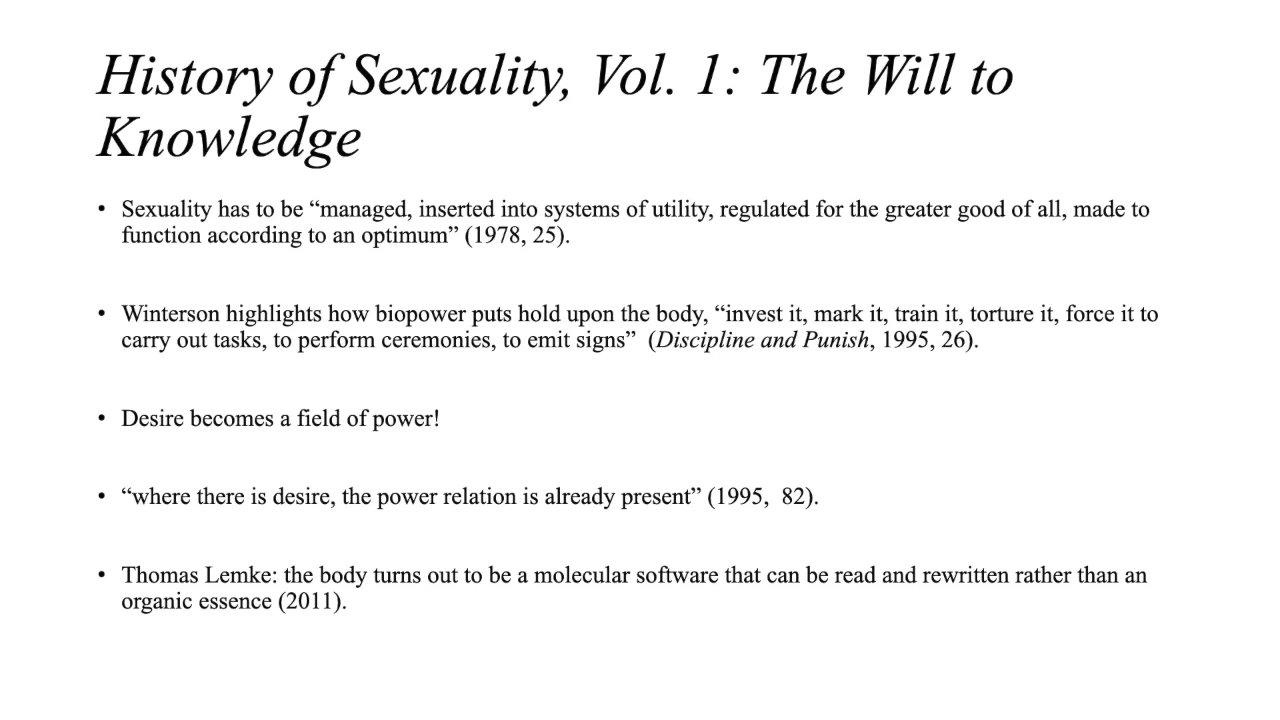 History of Sexuality, Vol. 1: The Will to
Knowledge
• Sexuality has to be “managed, inserted into systems of utility, regulated for the greater good of all, made to
function according to an optimum” (1978, 25).
• Winterson highlights how biopower puts hold upon the body, “invest it, mark it, train it, torture it, force it to
carry out tasks, to perform ceremonies, to emit signs”  (Discipline and Punish, 1995, 26).
• Desire becomes a field of power!
• “where there is desire, the power relation is already present” (1995,  82).
• Thomas Lemke: the body turns out to be a molecular software that can be read and rewritten rather than an
organic essence (2011).